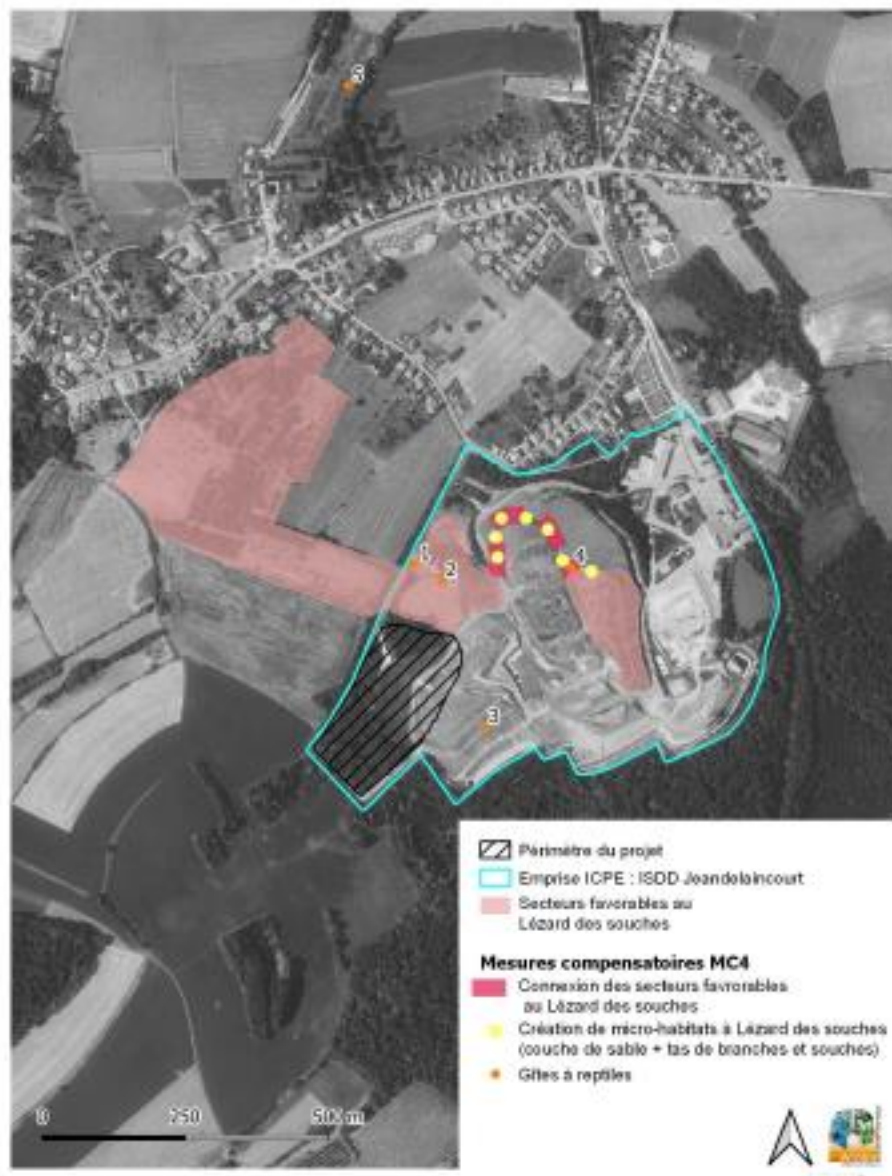 5
1
2
4
3
Périmètre du projet
Emprise ICPE : ISDD Jeandelaincourt
Secteurs favorables au
Lézard des souches
Mesures compensatoires MC4
Connexion des secteurs favrorables
au Lézard des souches
Création de micro-habitats à Lézard des souches
(couche de sable + tas de branches et souches)
Gîtes à reptiles
0 250 500 m